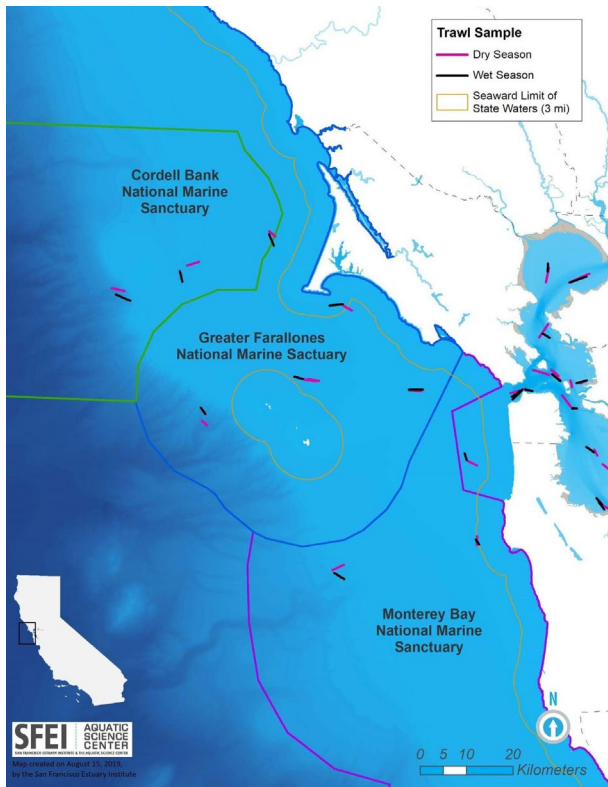 Trawl Sample
Dry Season
Wet Season
Seaward Limit of
State Waters (3 mi)
Cordell Bank
National Marine
Sanctuary
Greater Farallones
National Marine Sactuary
Monterey Bay
National Marine
Sanctuary
N
0 5 10 20
Kilometers
SFEI
AQUATIC
SCIENCE
CENTER
SAN FRANCISCO ESTUARY INSTITUTE & THE AQUATIC SCIENCE CENTER
Map created on August 15, 2019,
by the San Francisco Estuary Institute